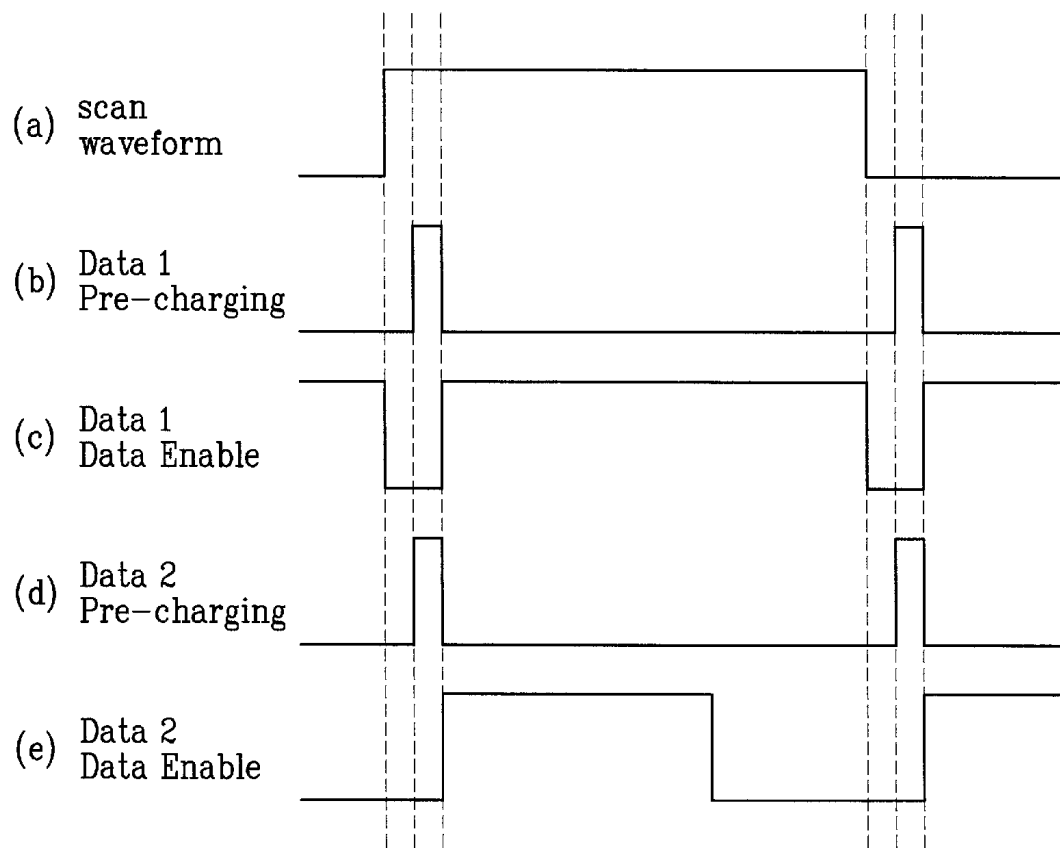 (a) scan
waveform
(b) Data 1
Pre-charging
(c) Data 1
Data Enable
(d) Data 2
Pre-charging
(e) Data 2
Data Enable